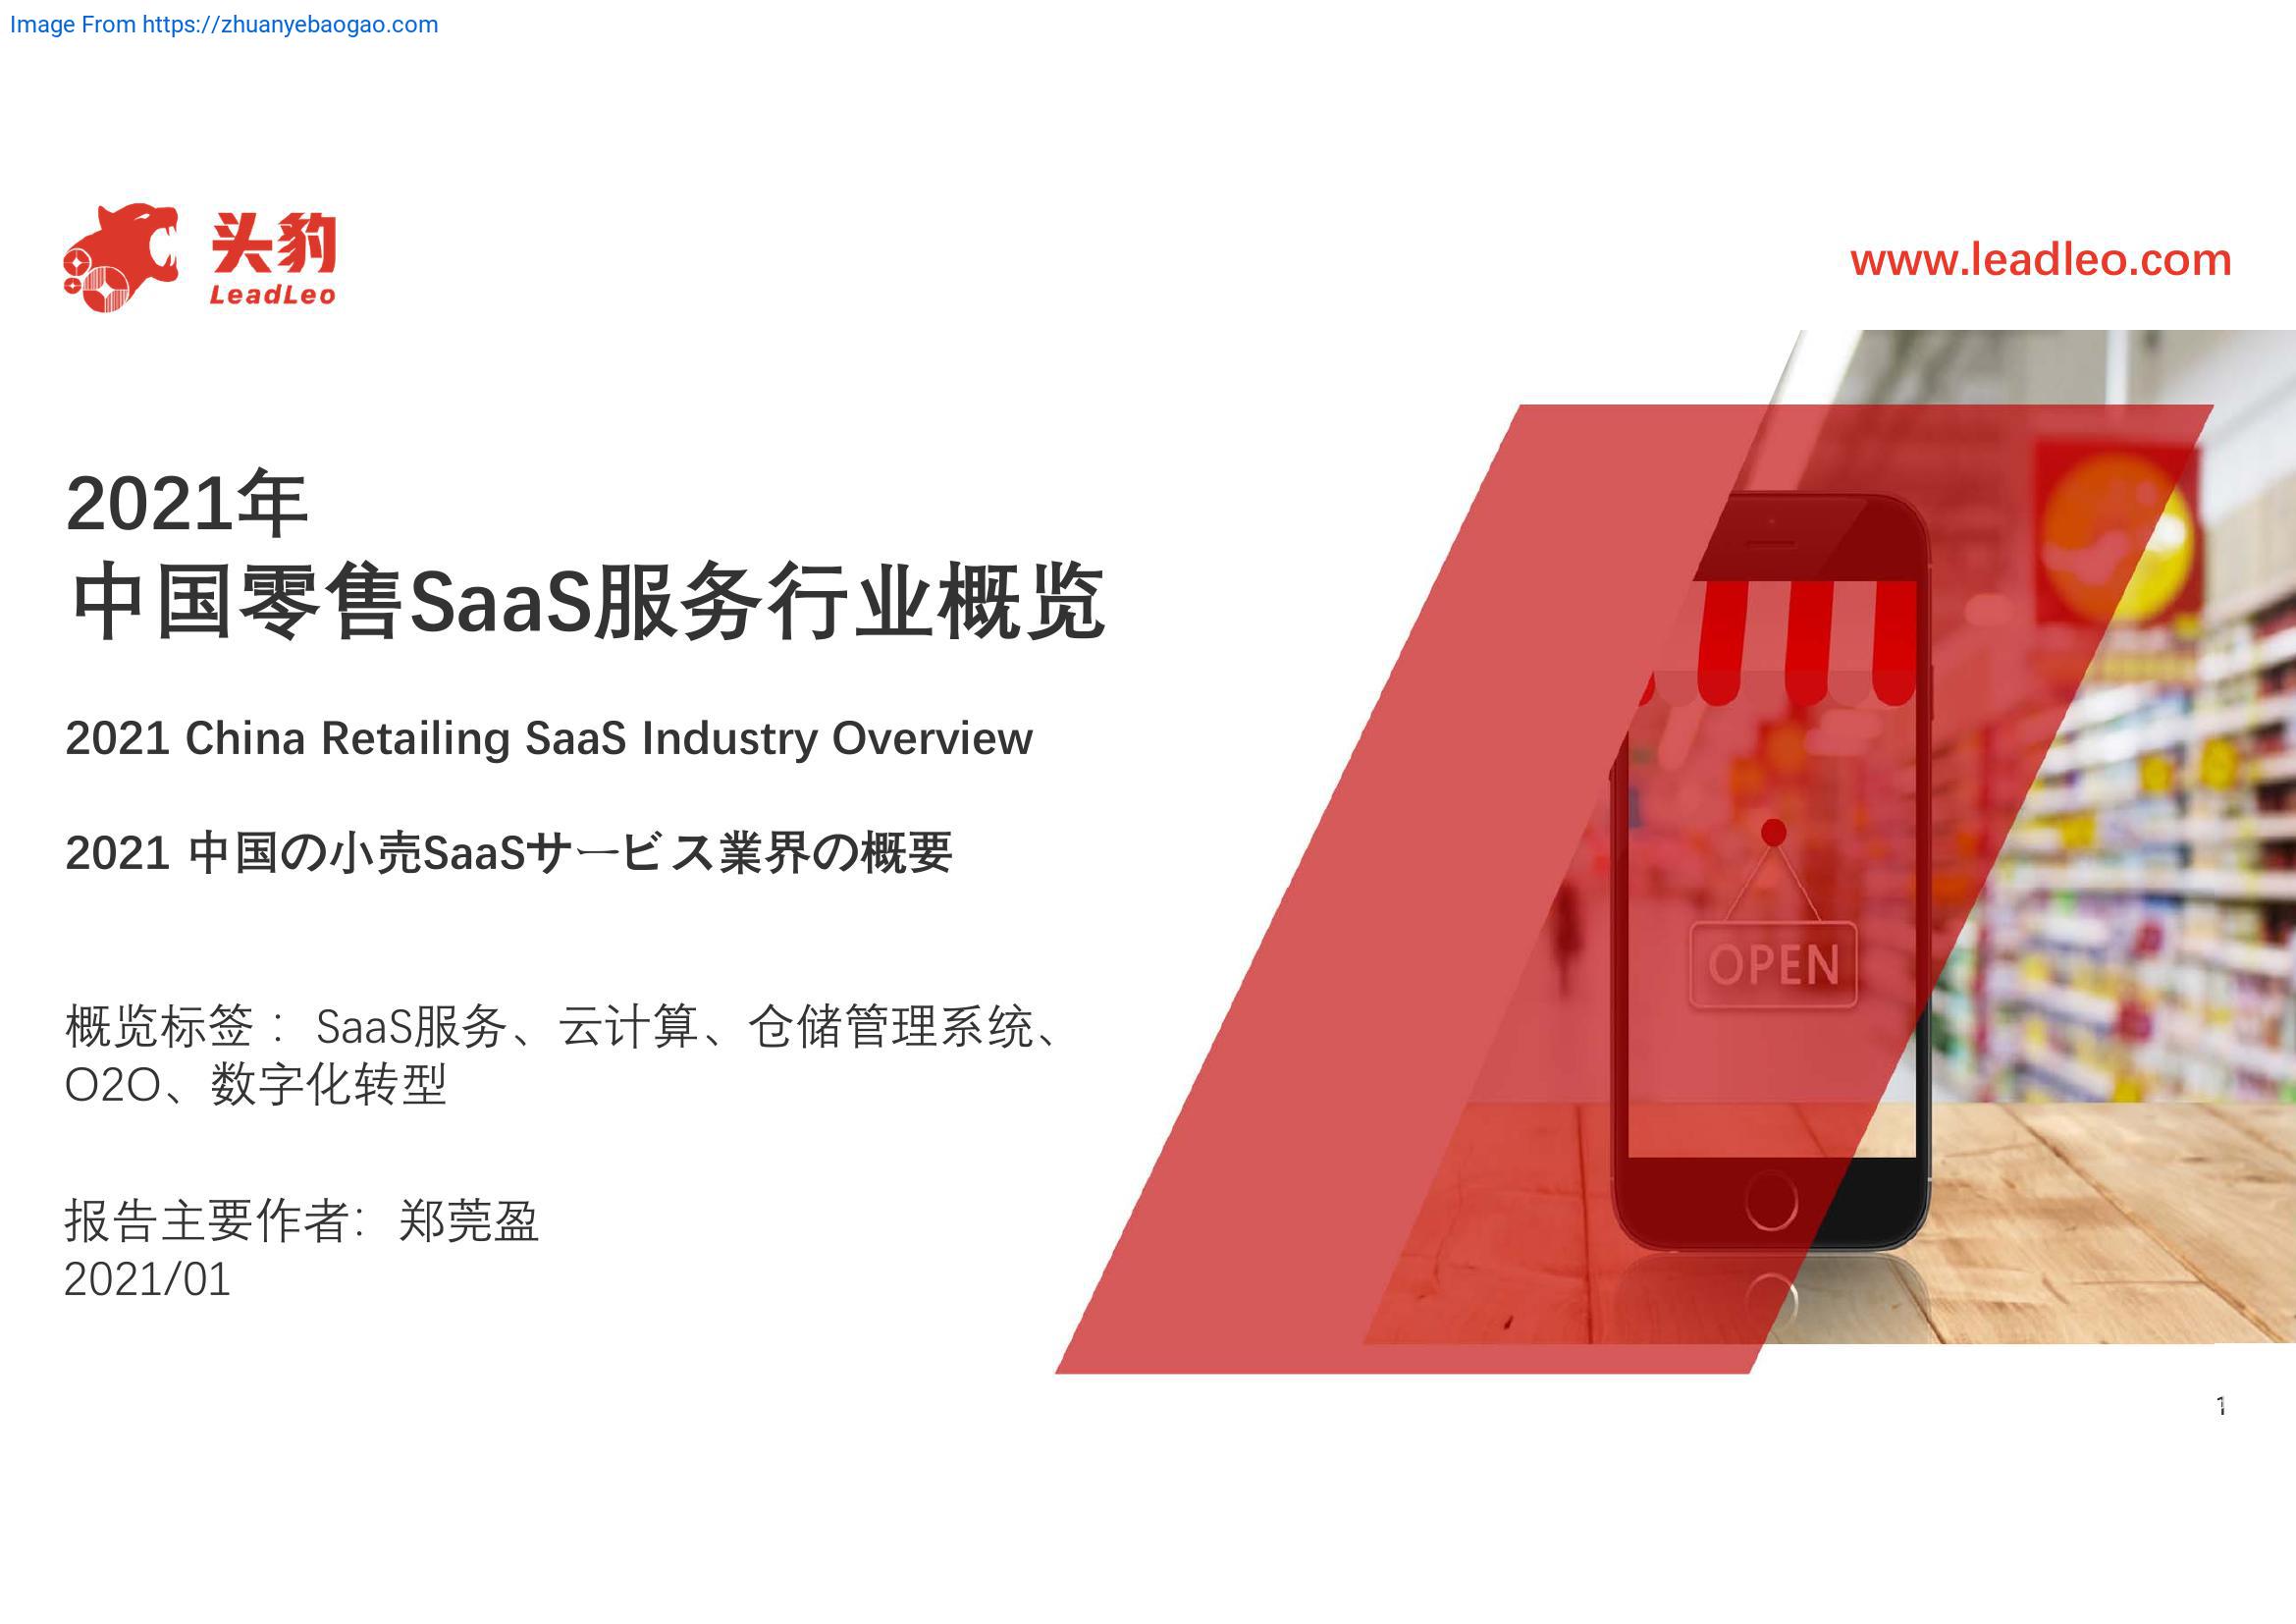 Image From https://zhuanyebaogao.com
头豹
LeadLeo
www.leadleo.com
2021年
中国零售SaaS服务行业概览
2021 China Retailing SaaS Industry Overview
2021 中国の小売SaaSサービス業界の概要
概览标签： SaaS服务、云计算、仓储管理系统、
O2O、数字化转型
报告主要作者：郑莞盈
2021/01
OPEN
1